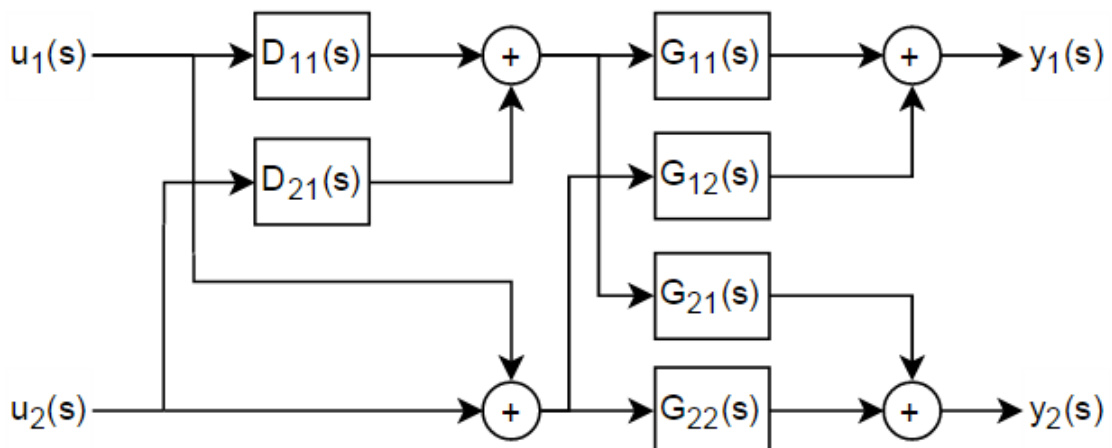 u1(s) D11(s) + G11(s) + y1(s)
D21(s) G12(s)
G21(s)
u2(s) + G22(s) + y2(s)